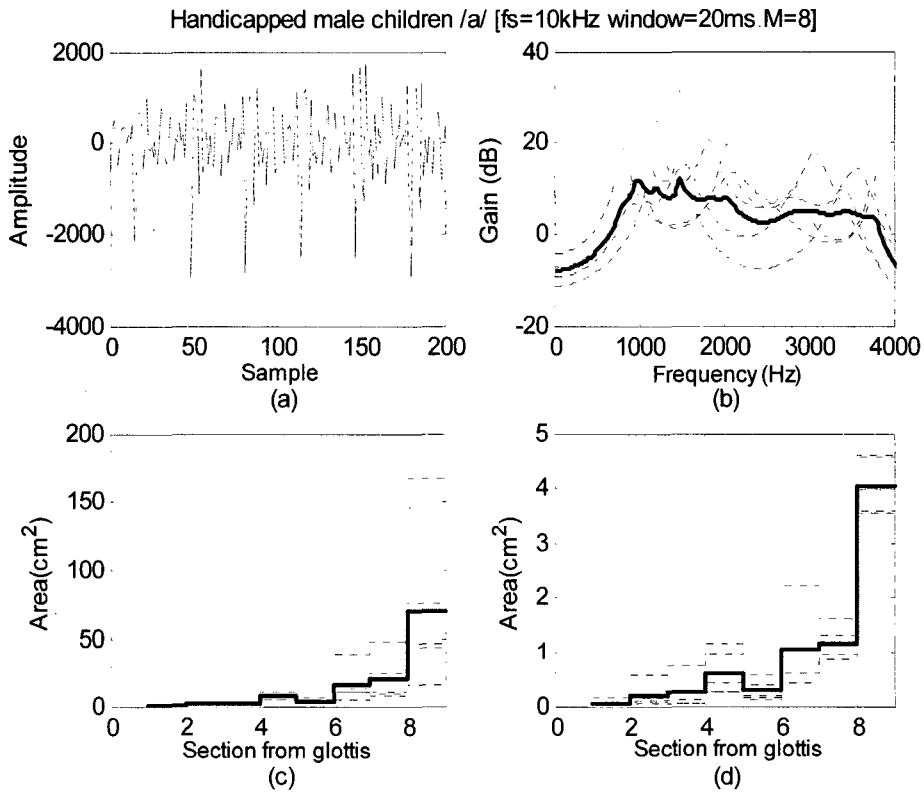 Handicapped male children /a/ [fs=10kHz window=20ms M=8]
2000
0
-2000
-4000
Amplitude
0 50 100 150 200
Sample
(a)
40
20
0
-20
Gain (dB)
0 1000 2000 3000 4000
Frequency (Hz)
(b)
200
150
100
50
0
Area(cm²)
0 2 4 6 8
Section from glottis
(c)
5
4
3
2
1
0
Area(cm²)
0 2 4 6 8
Section from glottis
(d)